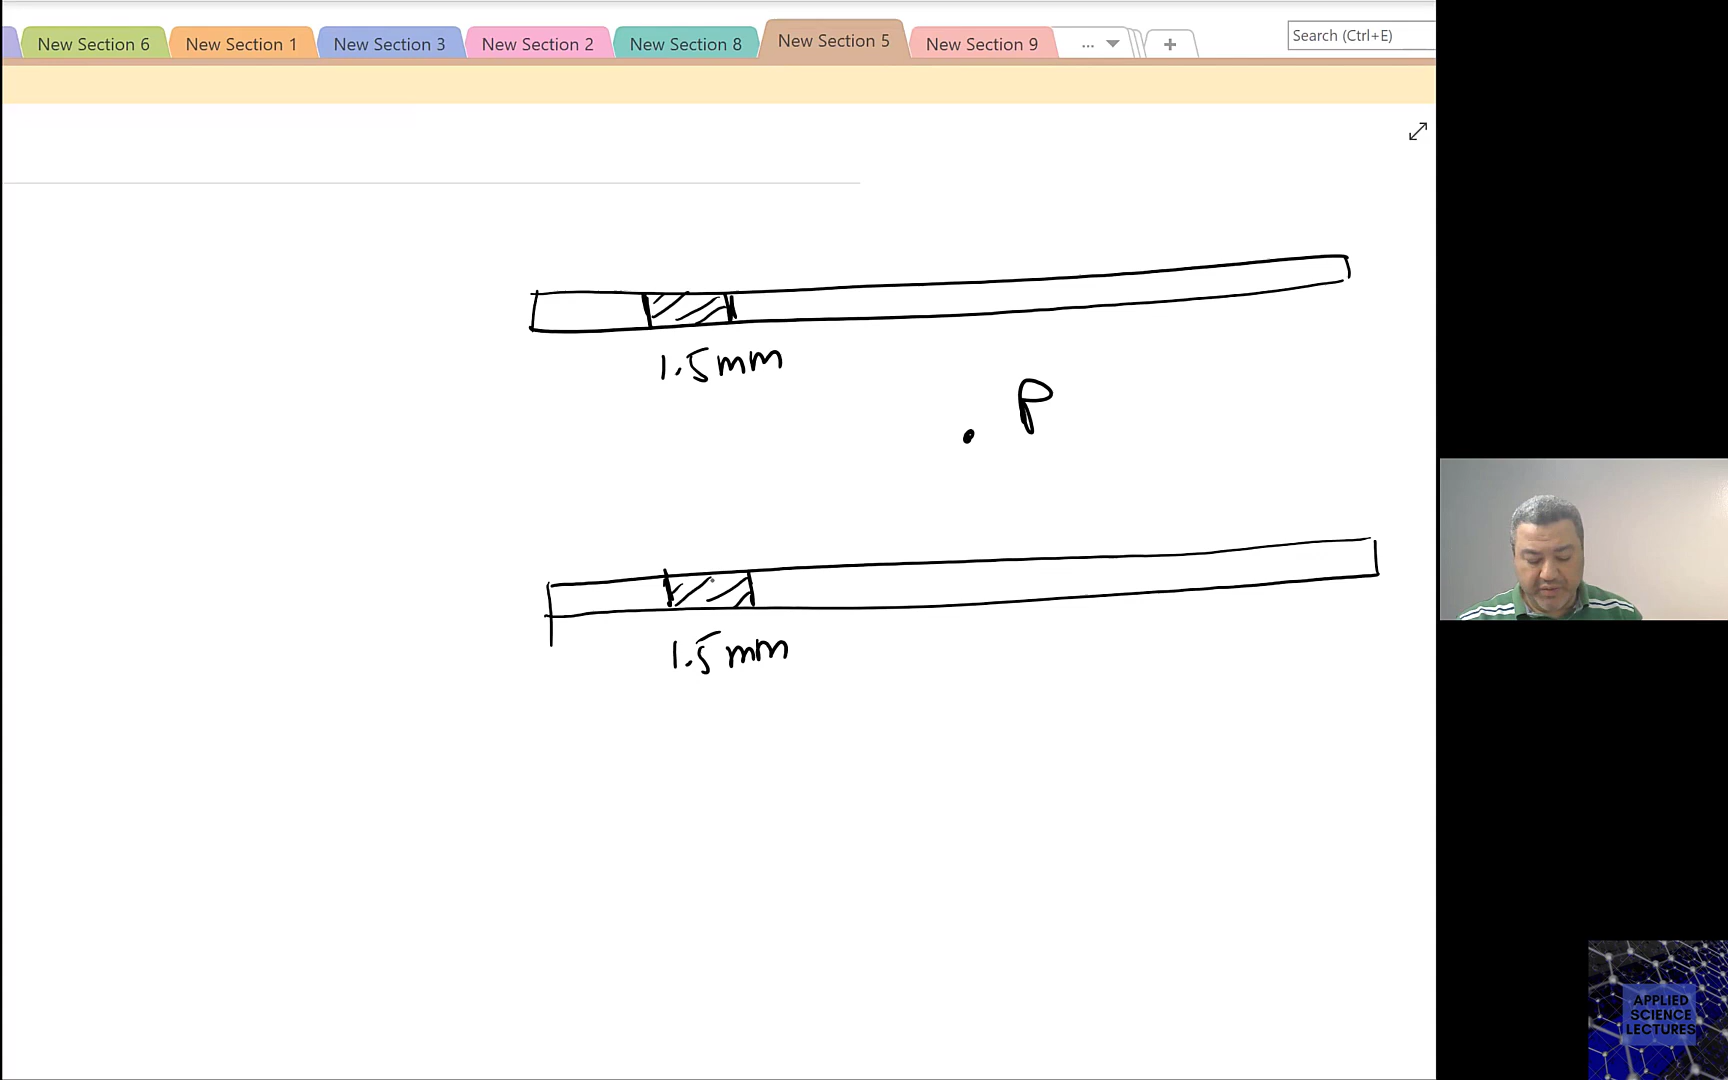 New Section 6
New Section 1
New Section 3
New Section 2
New Section 8
New Section 5
New Section 9
...
Search (Ctrl+E)
1.5mm
P
1.5mm
APPLIED
SCIENCE
LECTURES